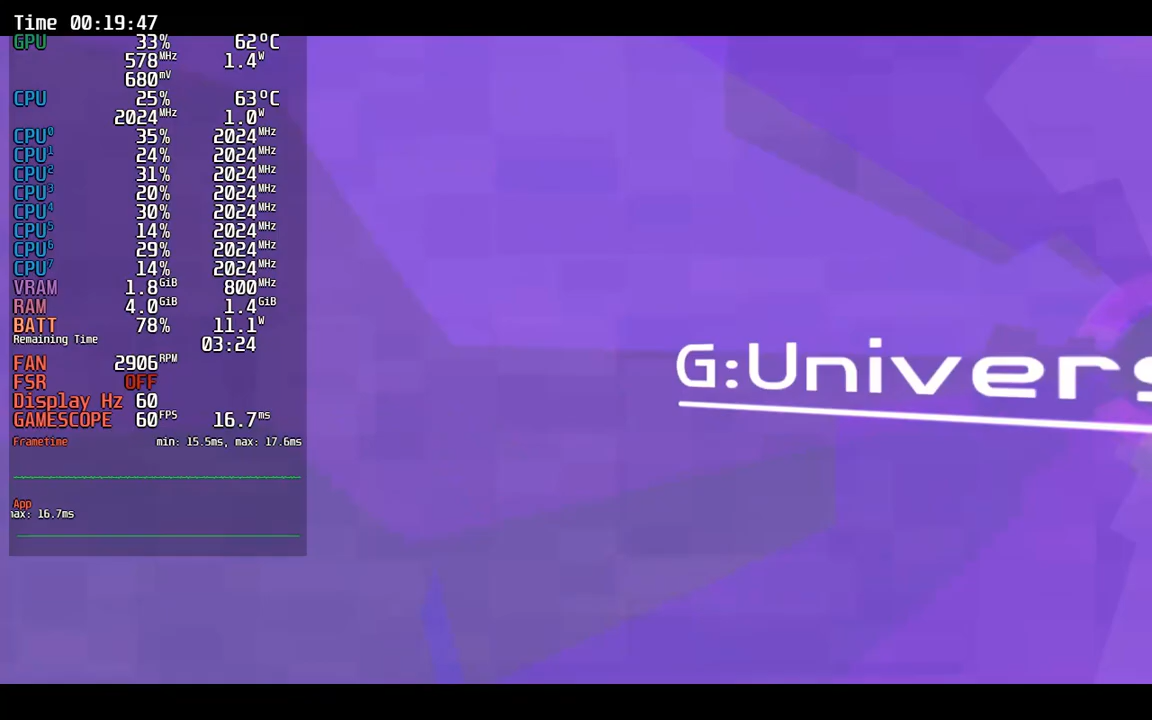 Time 00:19:47
GPU 33% 62°C
578MHz 1.4W
680mV
CPU 25% 63°C
2024MHz 1.0W
CPU0 35% 2024MHz
CPU1 24% 2024MHz
CPU2 31% 2024MHz
CPU3 20% 2024MHz
CPU4 30% 2024MHz
CPU5 14% 2024MHz
CPU6 29% 2024MHz
CPU7 14% 2024MHz
VRAM 1.8GiB 800MHz
RAM 4.0GiB 1.4GiB
BATT 78% 11.1W
Remaining Time 03:24
FAN 2906RPM
FSR OFF
Display Hz 60
GAMESCOPE 60FPS 16.7ms
Frametime min: 15.5ms, max: 17.6ms
App
max: 16.7ms
G:Univers